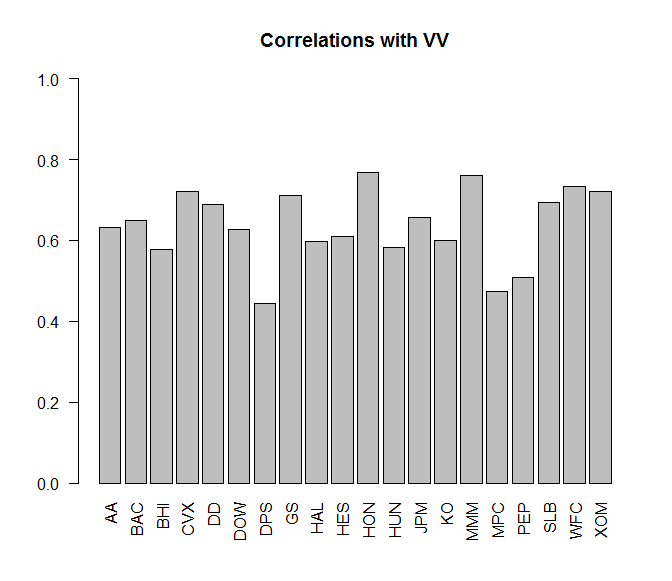 Correlations with VV
1.0
0.8
0.6
0.4
0.2
0.0
AA
BAC
BHI
CVX
DD
DOW
DPS
GS
HAL
HES
HON
HUN
JPM
KO
MMM
MPC
PEP
SLB
WFC
XOM